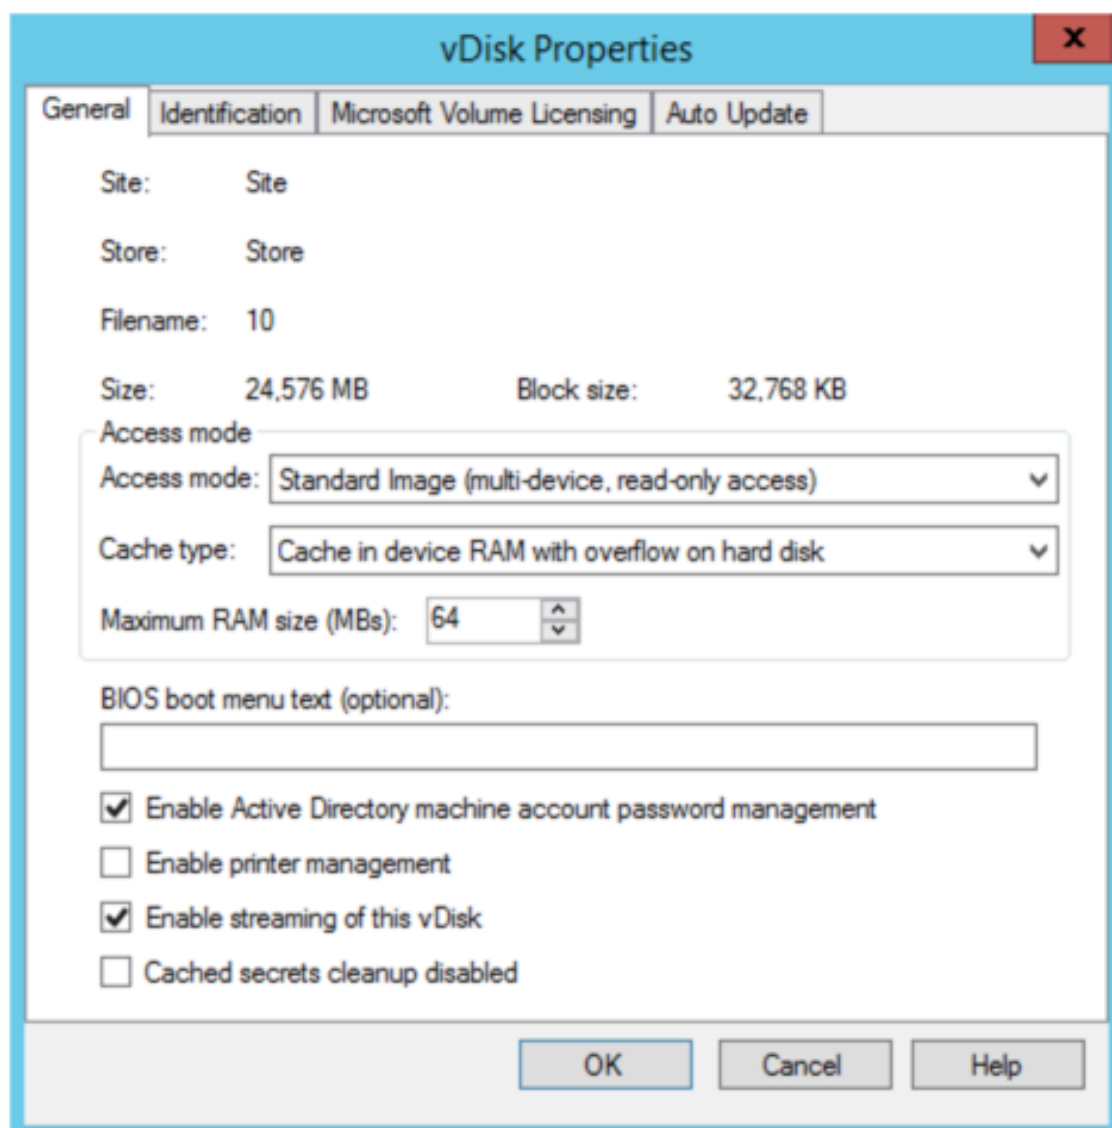 vDisk Properties
x
General Identification Microsoft Volume Licensing Auto Update
Site: Site
Store: Store
Filename: 10
Size: 24,576 MB Block size: 32,768 KB
Access mode
Access mode: Standard Image (multi-device, read-only access)
Cache type: Cache in device RAM with overflow on hard disk
Maximum RAM size (MBs): 64
BIOS boot menu text (optional):
Enable Active Directory machine account password management
Enable printer management
Enable streaming of this vDisk
Cached secrets cleanup disabled
OK Cancel Help